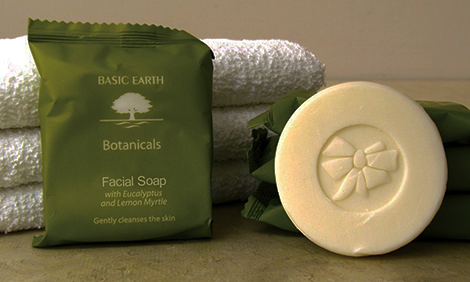 BASIC EARTH
Botanicals
Facial Soap
with Eucalyptus
and Lemon Myrtle
Gently cleanses the skin